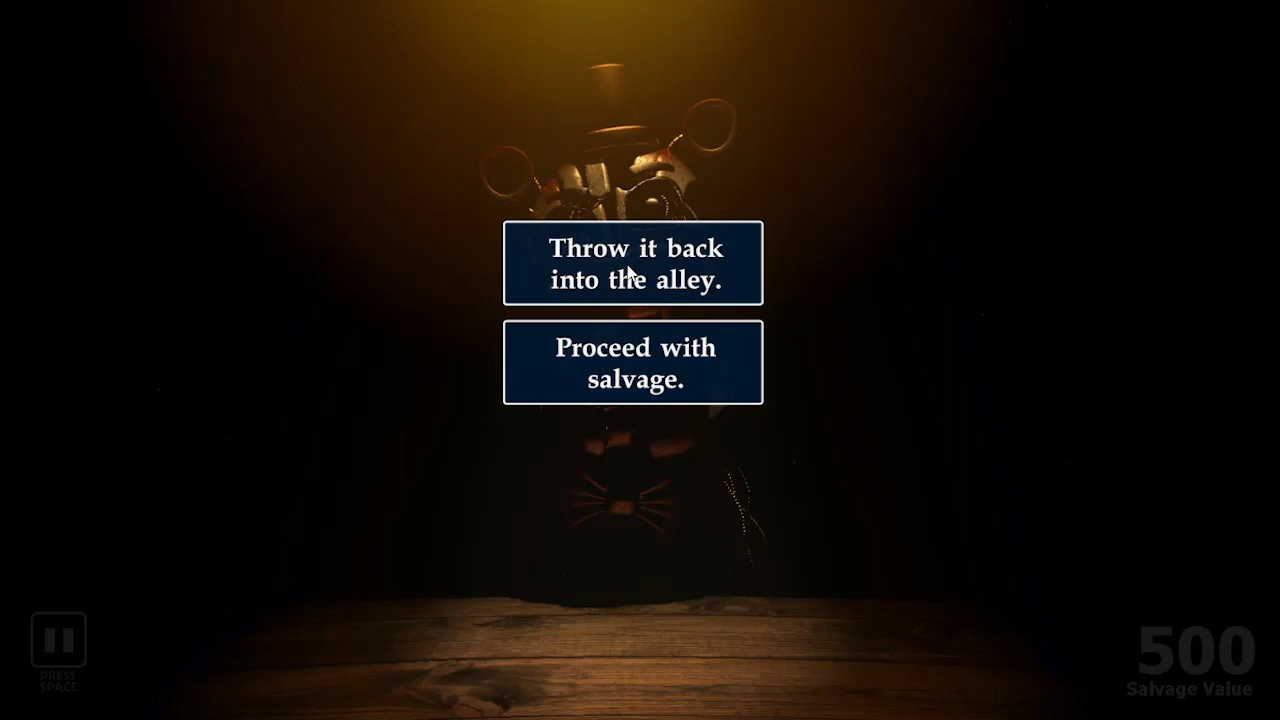 Throw it back
into the alley.
Proceed with
salvage.
PRESS
SPACE
500
Salvage Value